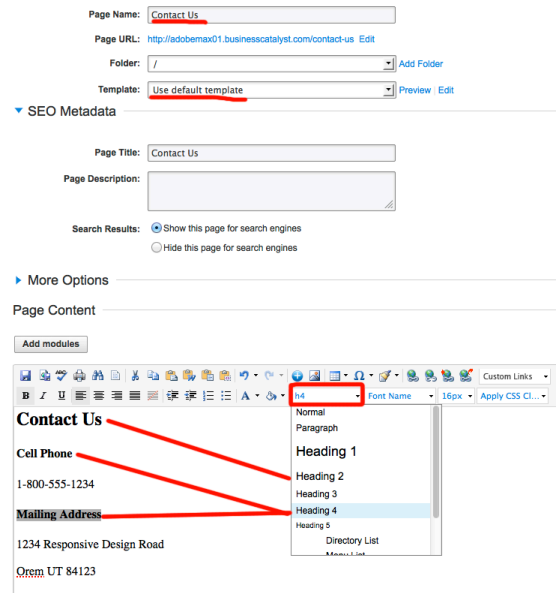 Page Name: Contact Us
Page URL: http://adobemax01.businesscatalyst.com/contact-us Edit
Folder: / Add Folder
Template: Use default template Preview | Edit
SEO Metadata
Page Title: Contact Us
Page Description:
Search Results: Show this page for search engines
Hide this page for search engines
More Options
Page Content
Add modules
Custom Links
B I U A h4 Font Name 16px Apply CSS Cl...
Contact Us
Normal
Paragraph
Heading 1
Cell Phone
Heading 2
1-800-555-1234
Heading 3
Mailing Address
Heading 4
Heading 5
1234 Responsive Design Road
Directory List
Menu List
Orem UT 84123